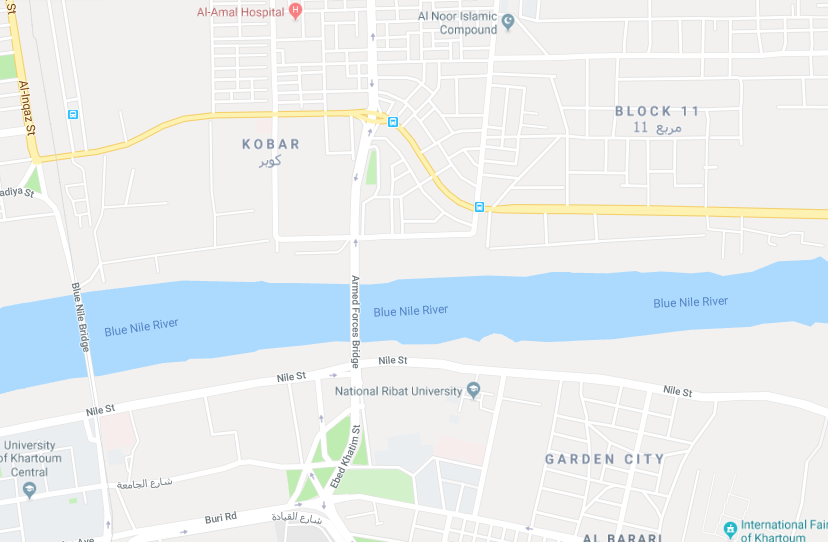 St
Al-Amal Hospital
H
Al Noor Islamic
Compound
Al-Inqaz St
BLOCK 11
مربع 11
KOBAR
كوبر
adiya St
Blue Nile Bridge
Blue Nile River
Armed Forces Bridge
Blue Nile River
Blue Nile River
Nile St
Nile St
National Ribat University
Nile St
Nile St
University
of Khartoum
Central
Ebed Khatim St
GARDEN CITY
شارع الجامعة
Buri Rd
شارع القيادة
Ave
AL BARARI
International Fair
of Khartoum